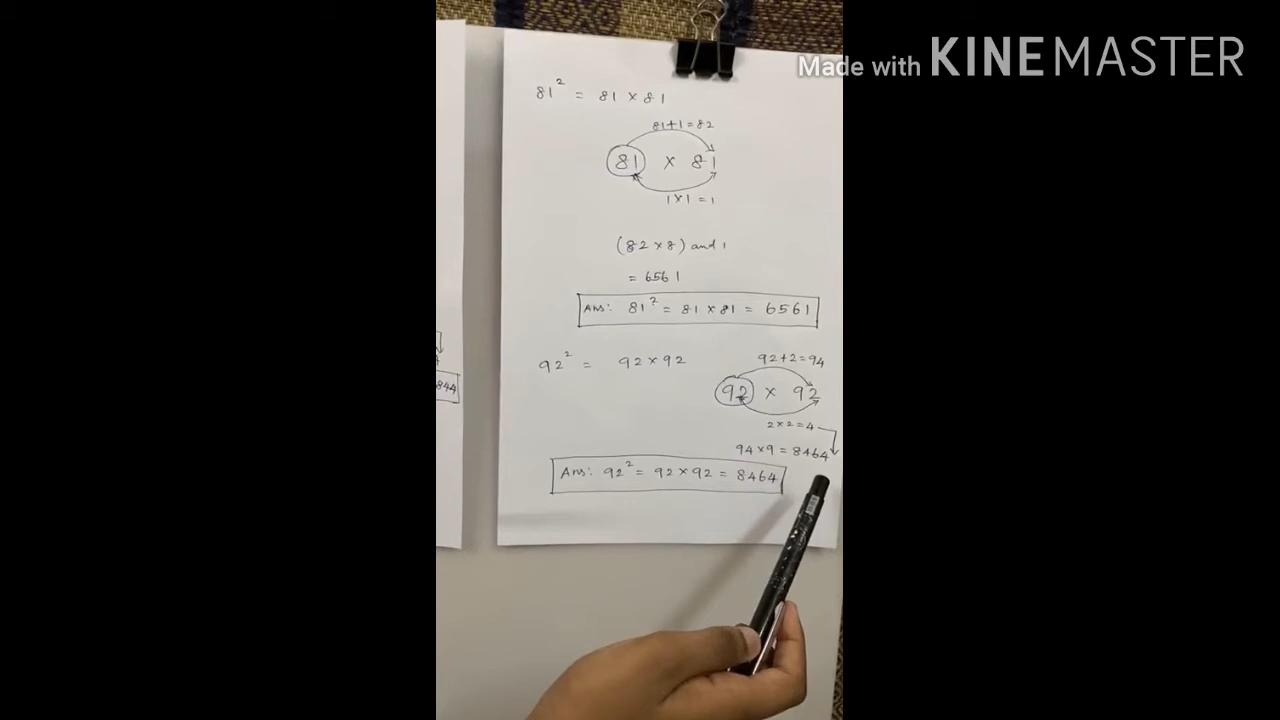 Made with KINEMASTER
81² = 81 × 81
81+1=82
81 × 81
1×1=1
(82×8) and 1
= 6561
Ans: 81² = 81 × 81 = 6561
92² = 92×92
92+2=94
92 × 92
2×2=4
94×9=8464
Ans: 92² = 92×92 = 8464
844